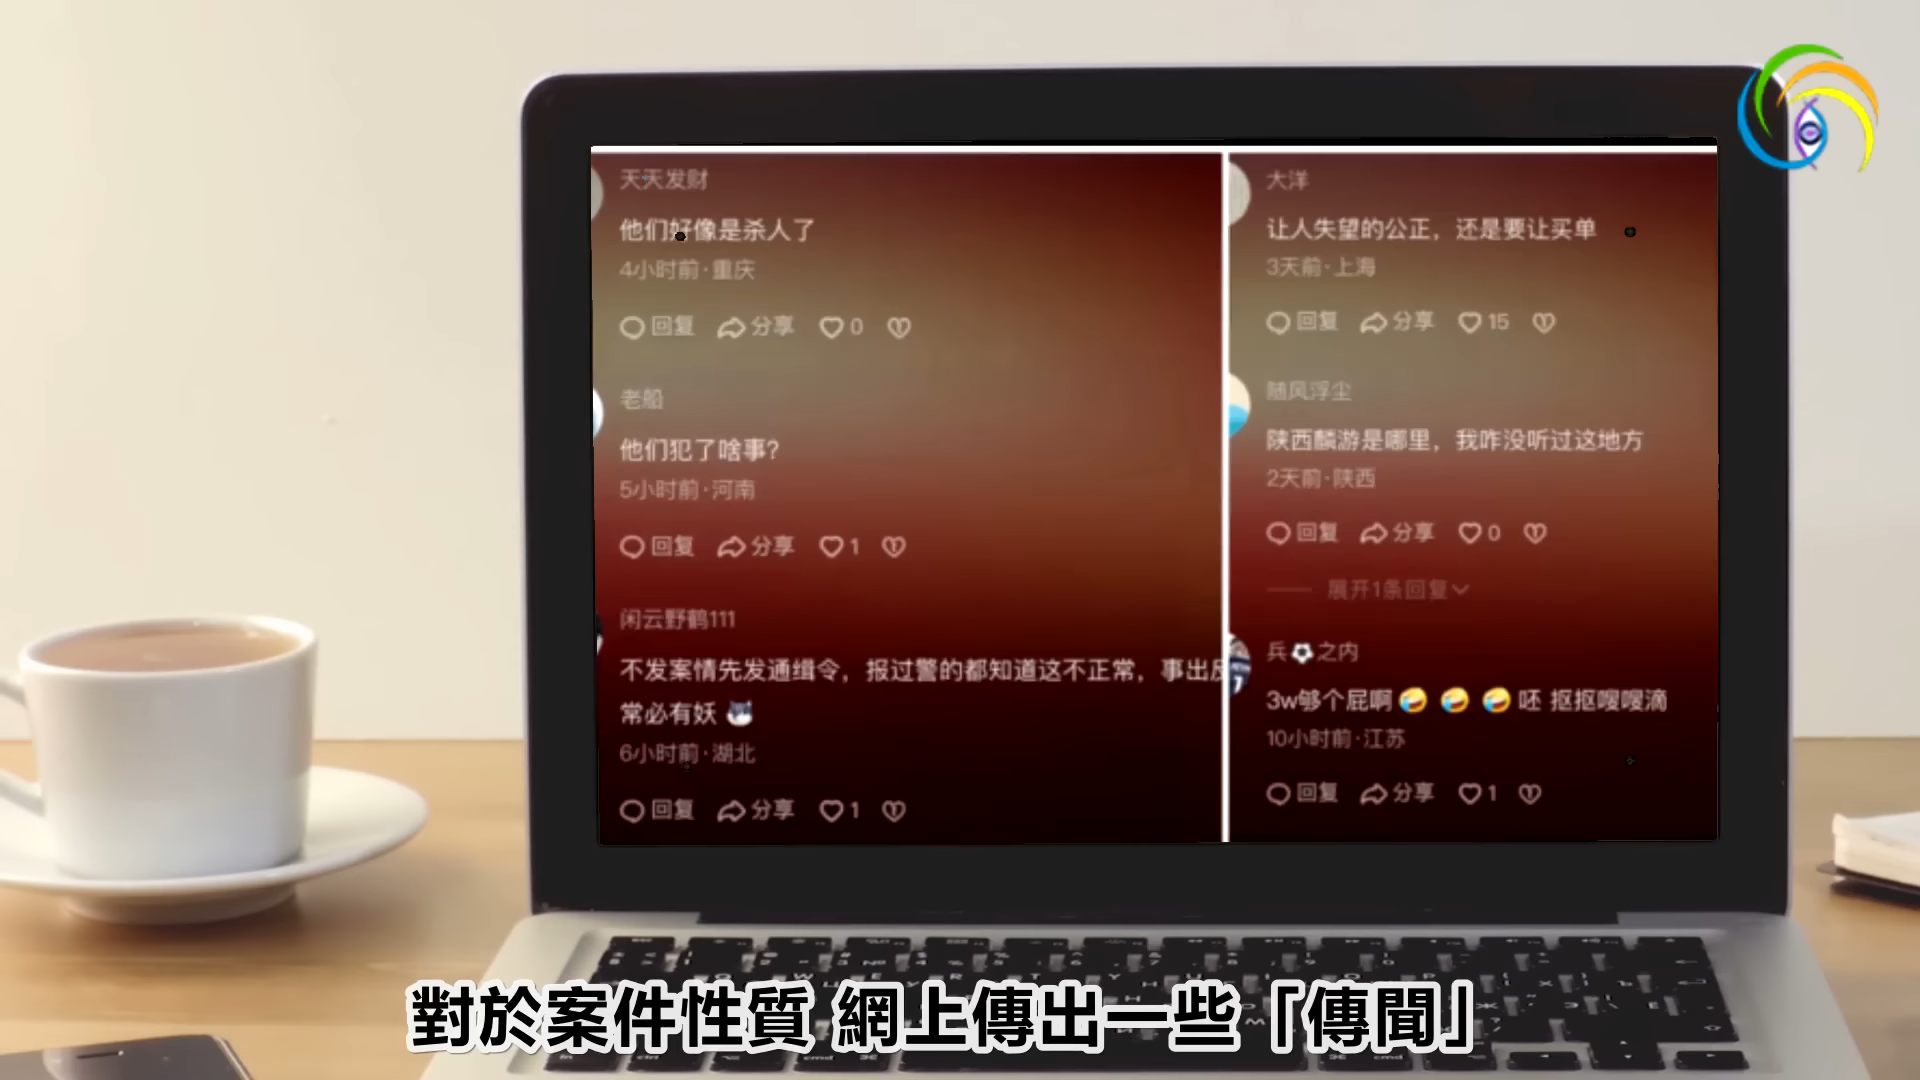 天天发财
他们好像是杀人了
4小时前·重庆
回复 分享 0
老船
他们犯了啥事?
5小时前·河南
回复 分享 1
闲云野鹤111
不发案情先发通缉令，报过警的都知道这不正常，事出反
常必有妖
6小时前·湖北
回复 分享 1
大洋
让人失望的公正，还是要让买单
3天前·上海
回复 分享 15
随风浮尘
陕西麟游是哪里，我咋没听过这地方
2天前·陕西
回复 分享 0
展开1条回复
兵⚽之内
3w够个屁啊🤣🤣🤣呸 抠抠嗖嗖滴
10小时前·江苏
回复 分享 1
對於案件性質 網上傳出一些「傳聞」